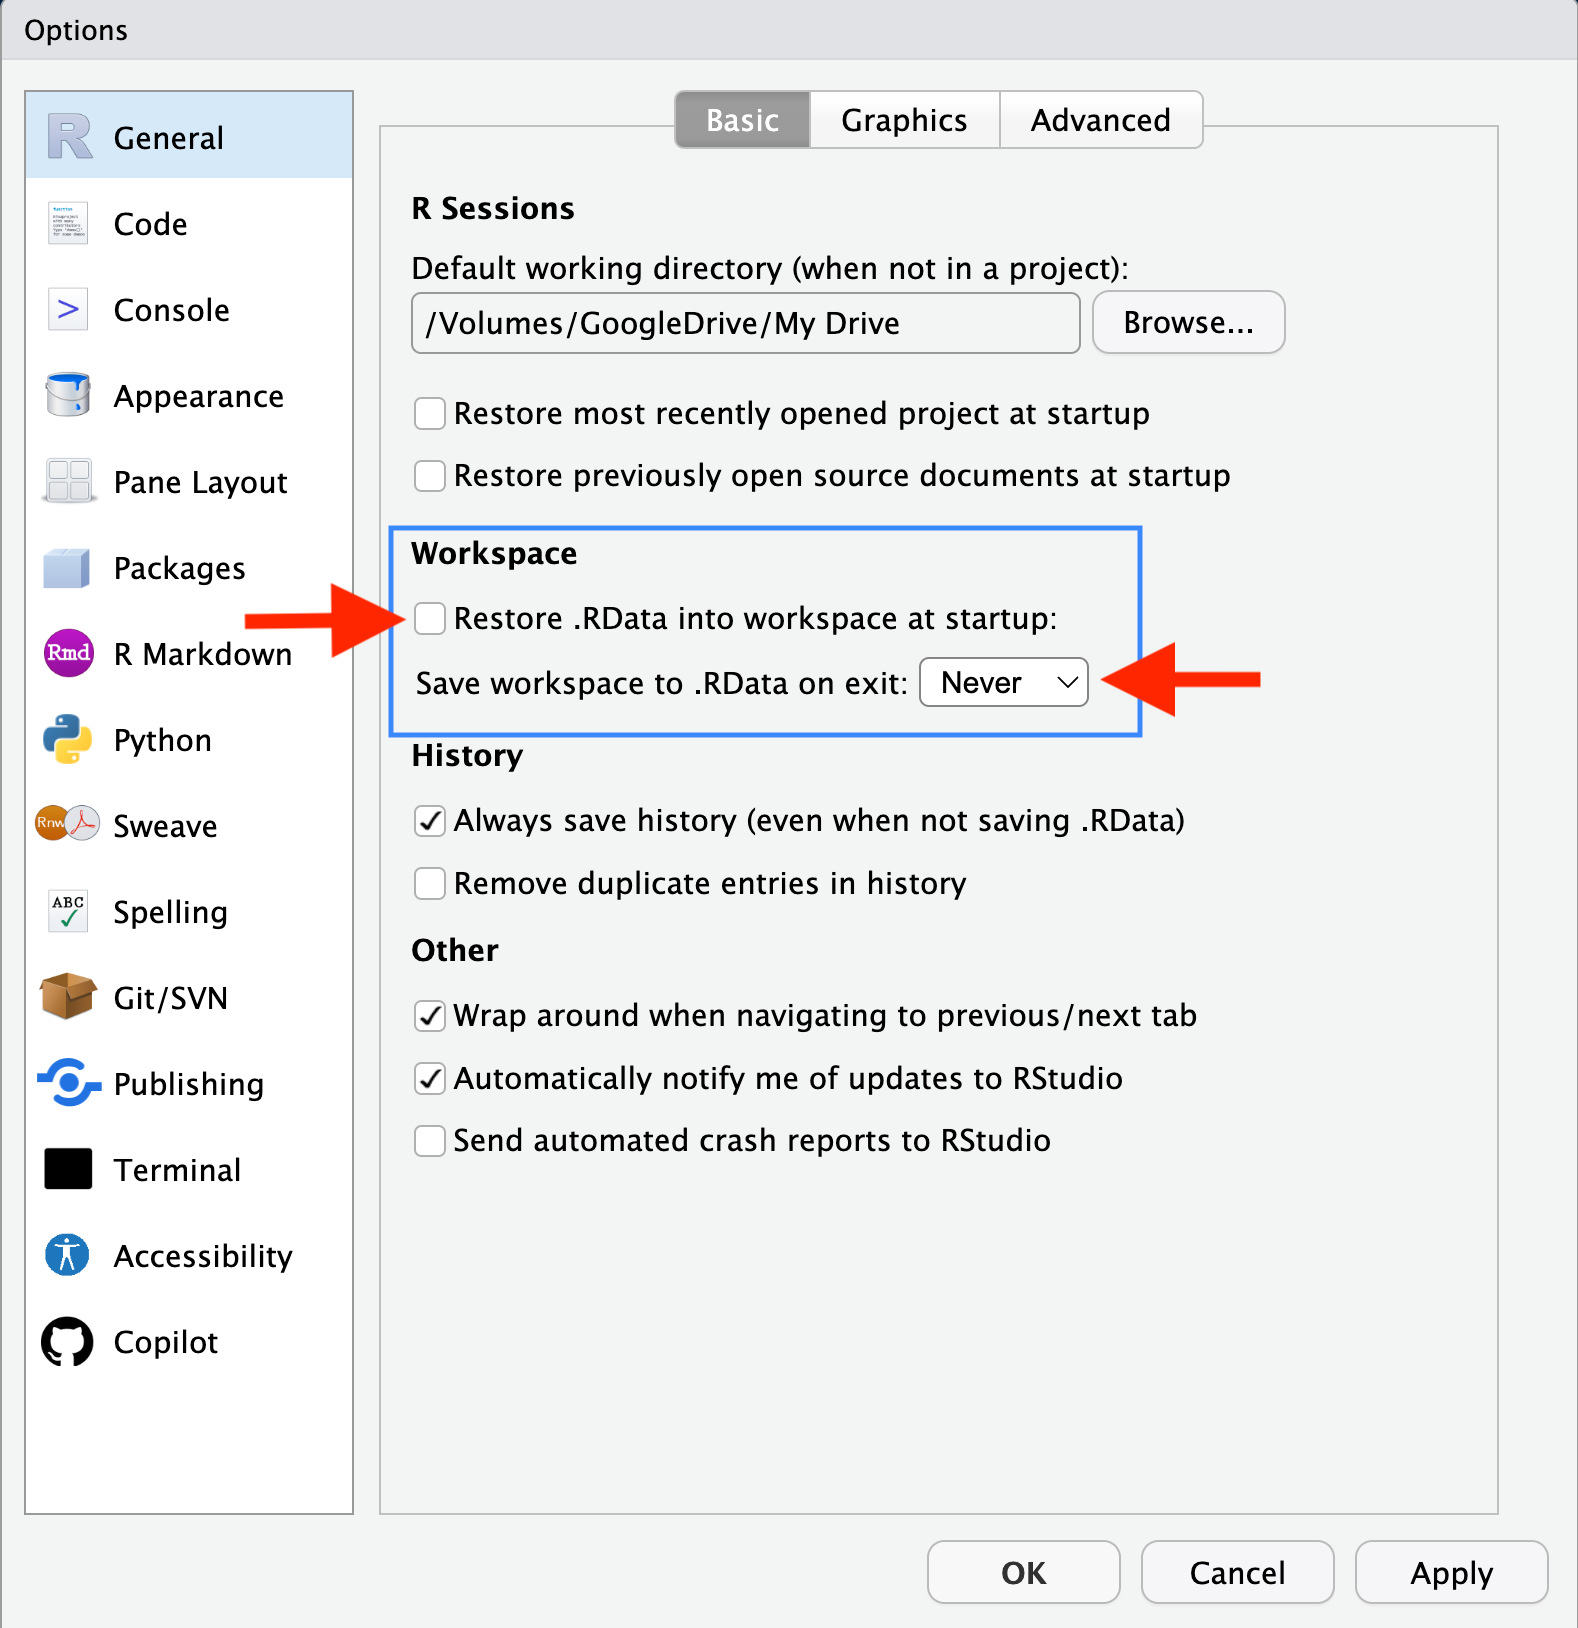 Options
General
Code
Console
Appearance
Pane Layout
Packages
Rmd
R Markdown
Python
Rnw
Sweave
ABC
Spelling
Git/SVN
Publishing
Terminal
Accessibility
Copilot
Basic Graphics Advanced
R Sessions
Default working directory (when not in a project):
/Volumes/GoogleDrive/My Drive Browse...
Restore most recently opened project at startup
Restore previously open source documents at startup
Workspace
Restore .RData into workspace at startup:
Save workspace to .RData on exit: Never
History
Always save history (even when not saving .RData)
Remove duplicate entries in history
Other
Wrap around when navigating to previous/next tab
Automatically notify me of updates to RStudio
Send automated crash reports to RStudio
OK Cancel Apply